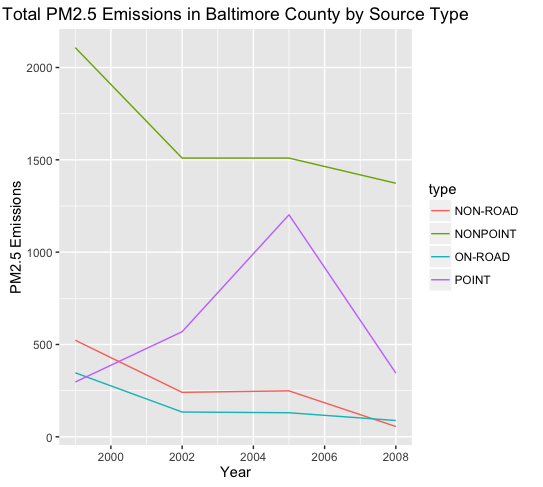 Total PM2.5 Emissions in Baltimore County by Source Type
PM2.5 Emissions
2000
1500
1000
500
0
2000 2002 2004 2006 2008
Year
type
NON-ROAD
NONPOINT
ON-ROAD
POINT